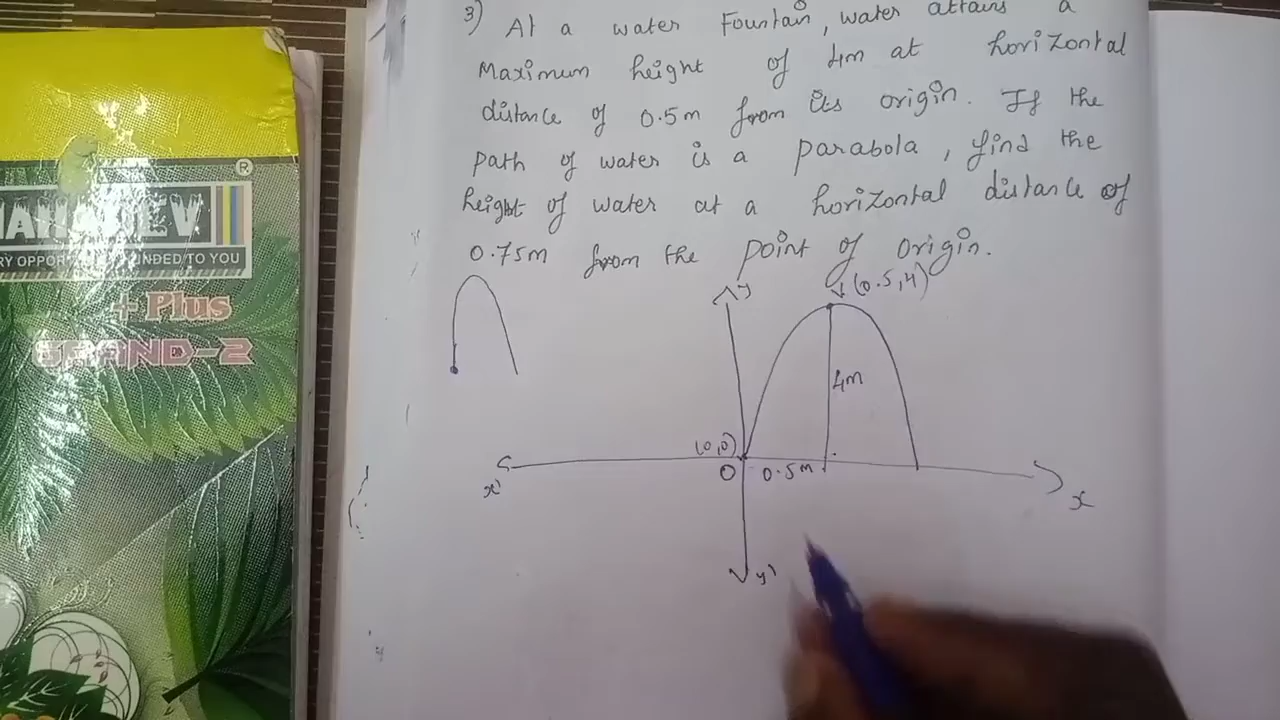 3) At a water Fountain, water attains a
Maximum height of 4m at horizontal
distance of 0.5m from its origin. If the
path of water is a parabola, find the
height of water at a horizontal distance of
0.75m from the point of origin.
y
(0.5,4)
4m
(0,0)
O 0.5m
x'
x
y'
®
+ Plus
GRAND-2